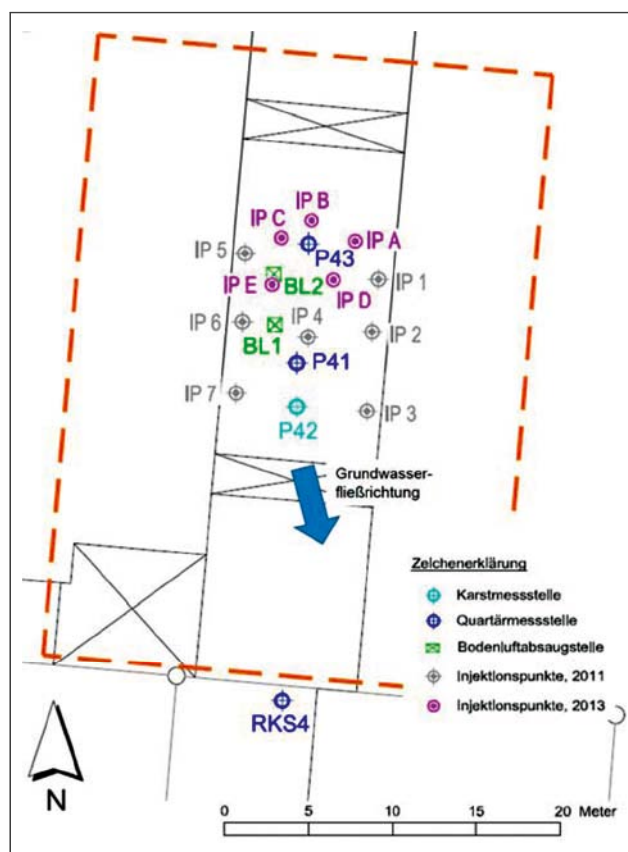 IP B
IP C
IP A
P43
IP 5
IP 1
IP E
BL2
IP D
IP 4
IP 6
IP 2
BL1
P41
IP 7
IP 3
P42
Grundwasser-
fließrichtung
Zeichenerklärung
Karstmessstelle
Quartärmessstelle
Bodenluftabsaugstelle
Injektionspunkte, 2011
Injektionspunkte, 2013
RKS4
N
0 5 10 15 20 Meter